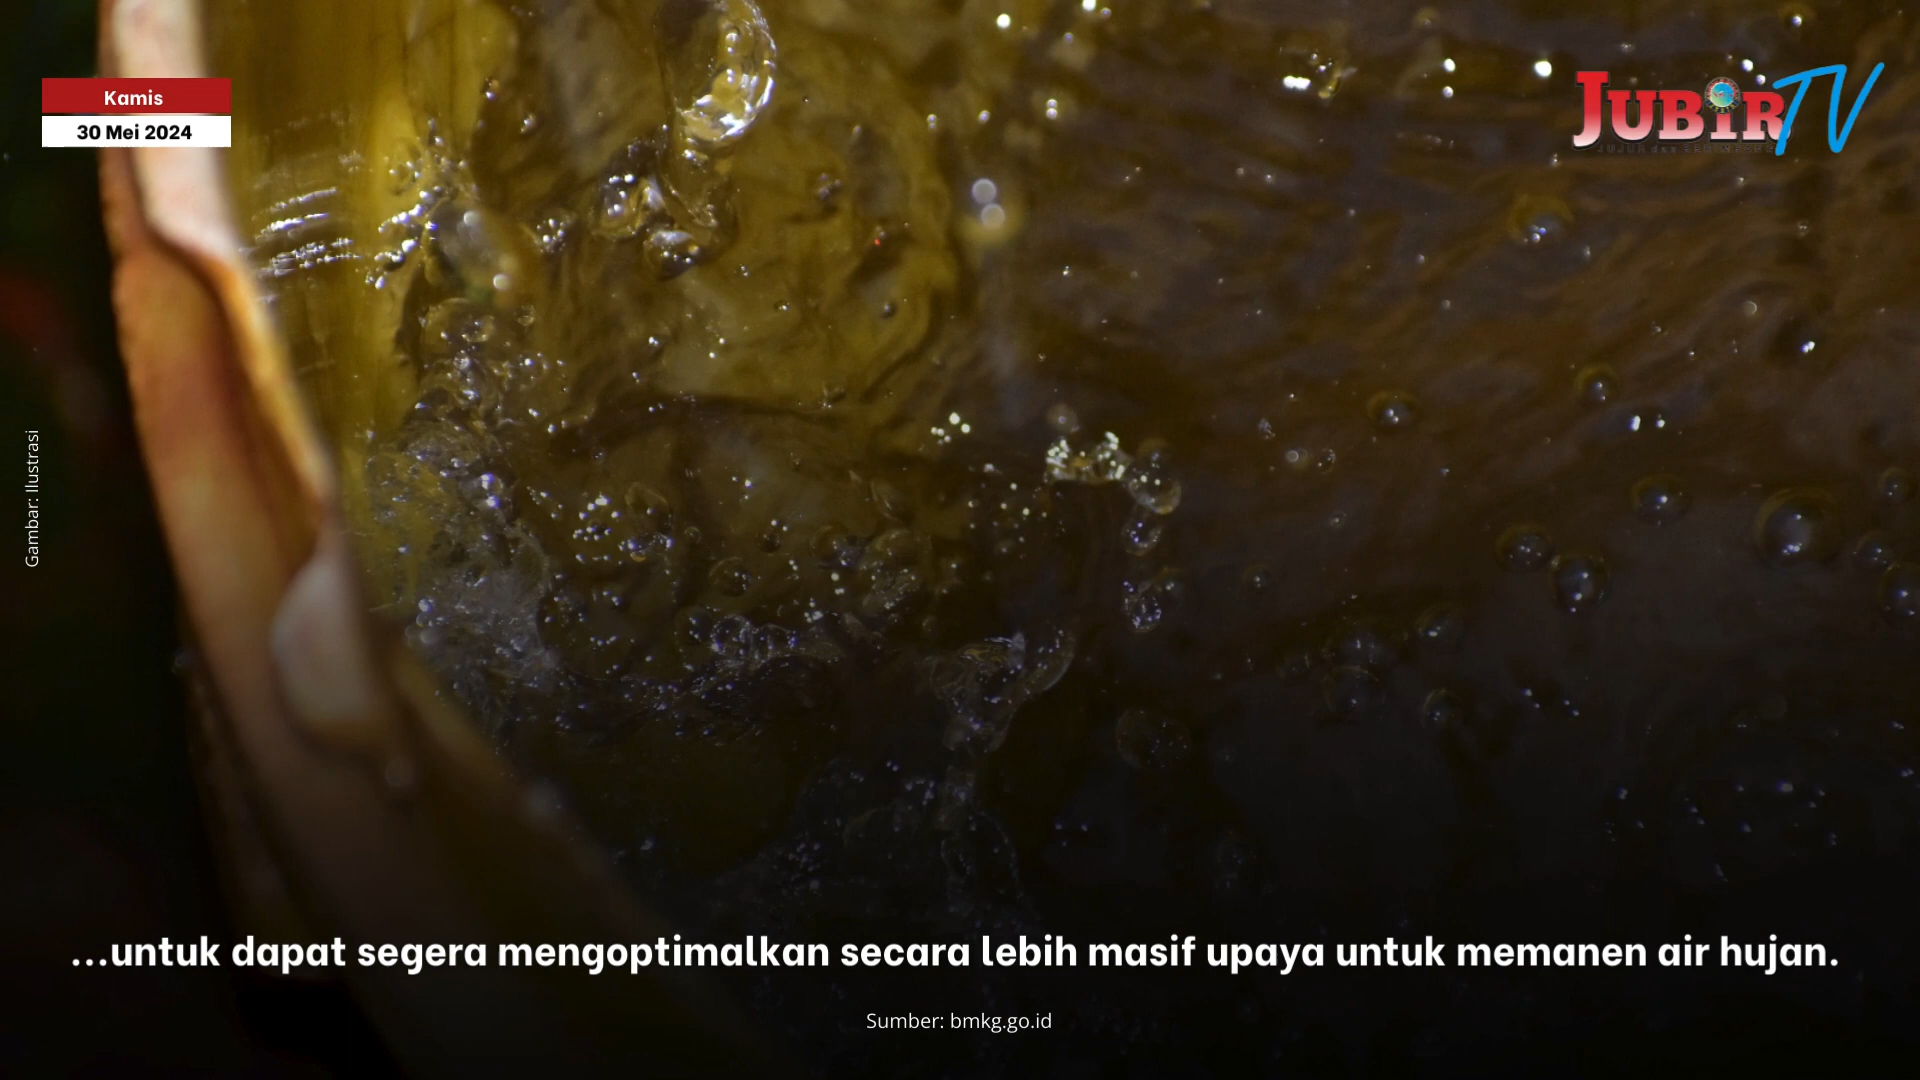 Kamis
30 Mei 2024
JUBIR TV
Gambar: Ilustrasi
...untuk dapat segera mengoptimalkan secara lebih masif upaya untuk memanen air hujan.
Sumber: bmkg.go.id